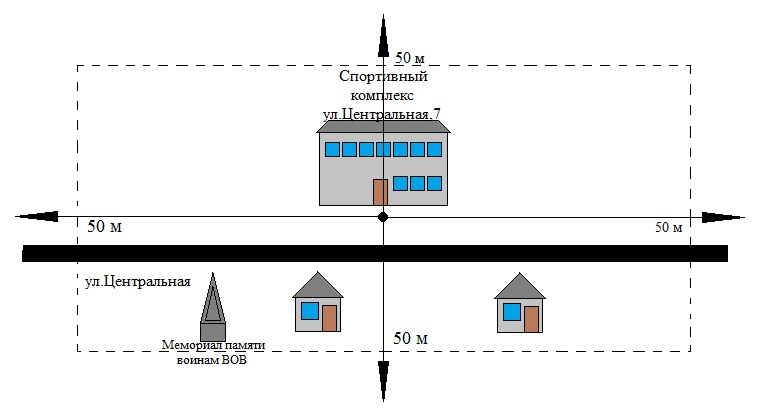 50 м
Спортивный
комплекс
ул.Центральная,7
50 м
50 м
ул.Центральная
50 м
Мемориал памяти
воинам ВОВ